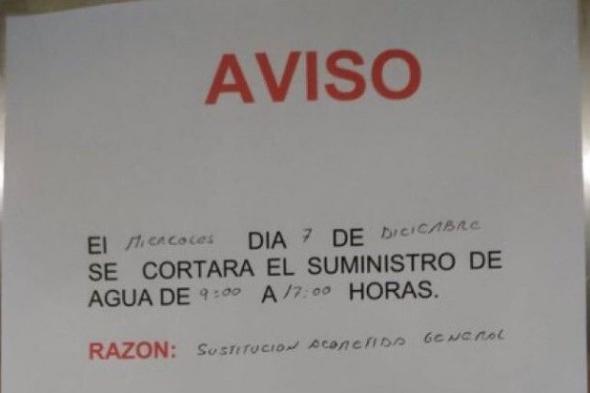 AVISO
El MIERCOLES DIA 7 DE DICIEMBRE
SE CORTARA EL SUMINISTRO DE
AGUA DE 9:00 A 17:00 HORAS.
RAZON: SUSTITUCION ACOMETIDA GENERAL